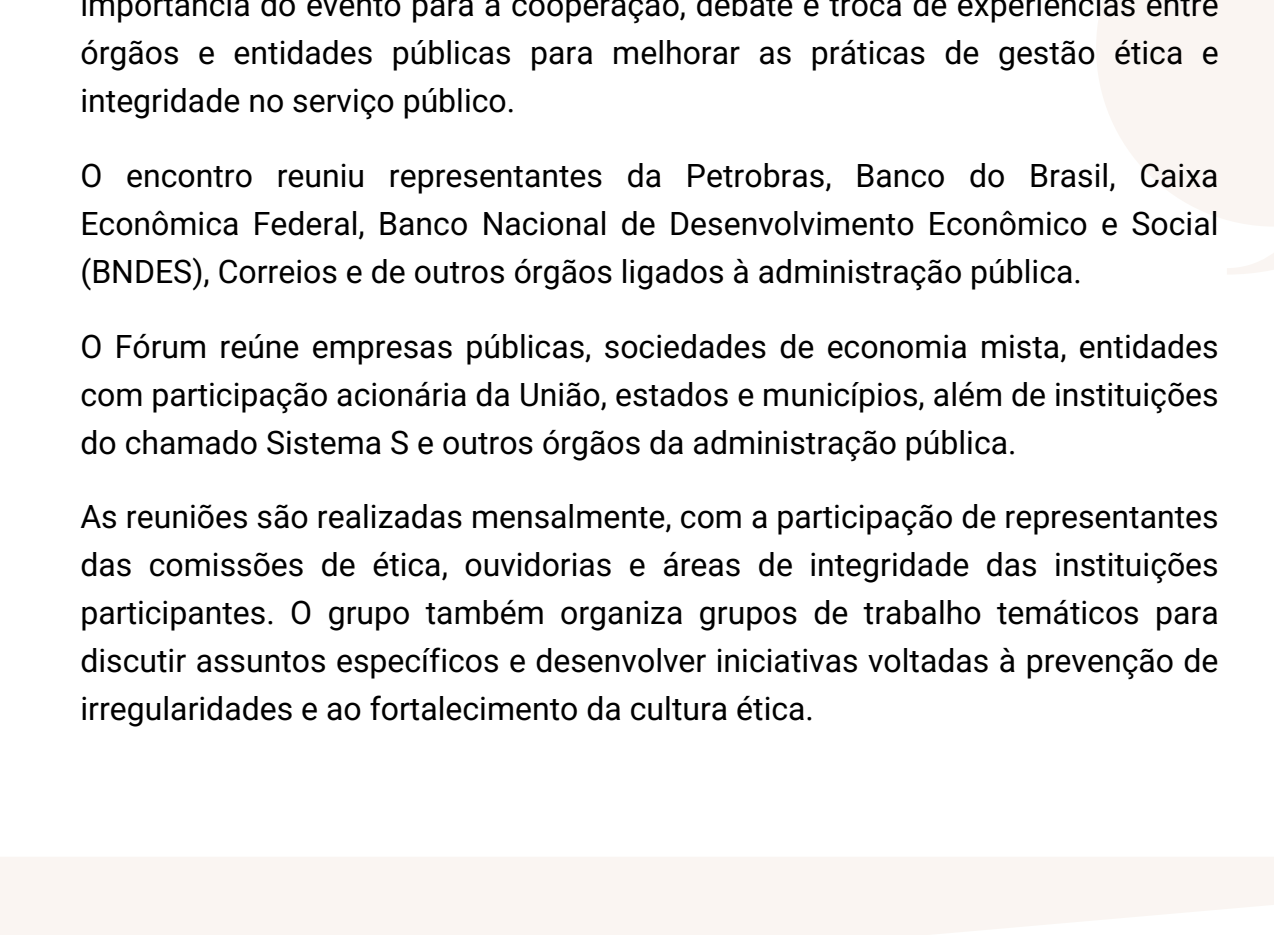 importância do evento para a cooperação, debate e troca de experiências entre
órgãos e entidades públicas para melhorar as práticas de gestão ética e
integridade no serviço público.
O encontro reuniu representantes da Petrobras, Banco do Brasil, Caixa
Econômica Federal, Banco Nacional de Desenvolvimento Econômico e Social
(BNDES), Correios e de outros órgãos ligados à administração pública.
O Fórum reúne empresas públicas, sociedades de economia mista, entidades
com participação acionária da União, estados e municípios, além de instituições
do chamado Sistema S e outros órgãos da administração pública.
As reuniões são realizadas mensalmente, com a participação de representantes
das comissões de ética, ouvidorias e áreas de integridade das instituições
participantes. O grupo também organiza grupos de trabalho temáticos para
discutir assuntos específicos e desenvolver iniciativas voltadas à prevenção de
irregularidades e ao fortalecimento da cultura ética.